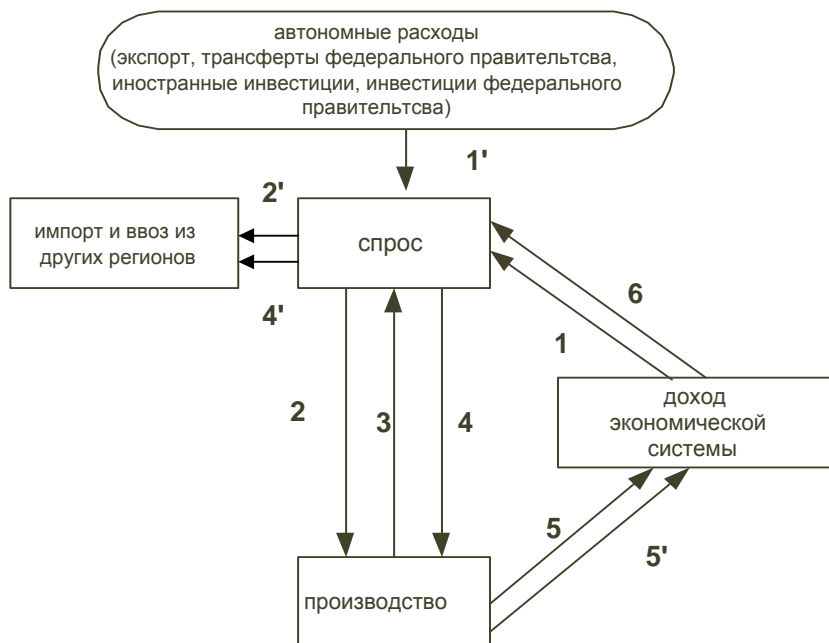 автономные расходы
(экспорт, трансферты федерального правительтсва,
иностранные инвестиции, инвестиции федерального
правительтсва)
1'
2'
импорт и ввоз из
других регионов
спрос
4'
6
1
2
3
4
доход
экономической
системы
5
5'
производство